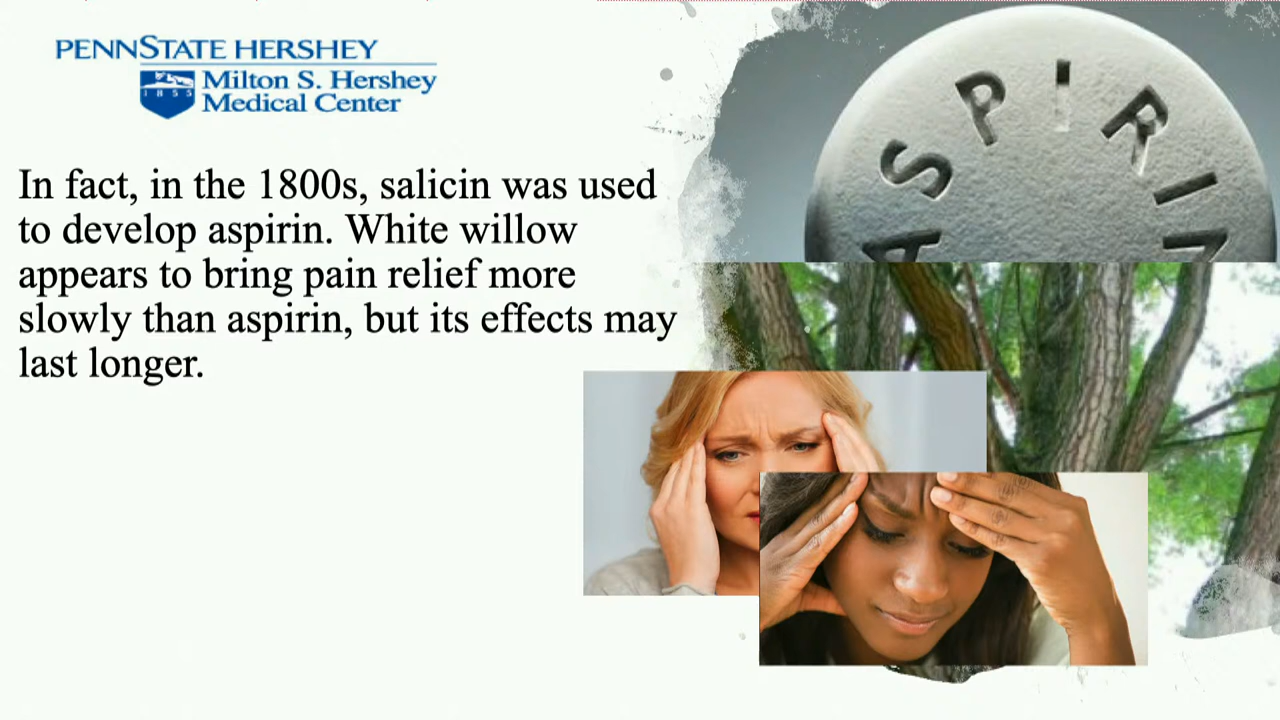 PENNSTATE HERSHEY
Milton S. Hershey
1855
Medical Center
In fact, in the 1800s, salicin was used
to develop aspirin. White willow
appears to bring pain relief more
slowly than aspirin, but its effects may
last longer.
ASPIRIN